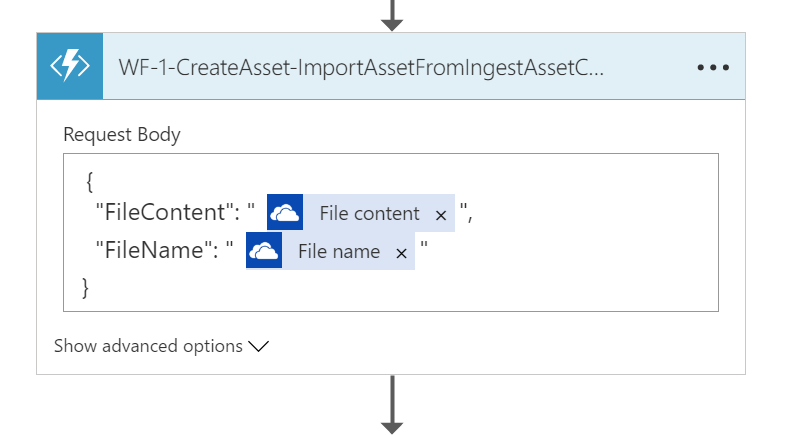 WF-1-CreateAsset-ImportAssetFromIngestAssetC...
Request Body
{
"FileContent": " File content × ",
"FileName": " File name × "
}
Show advanced options